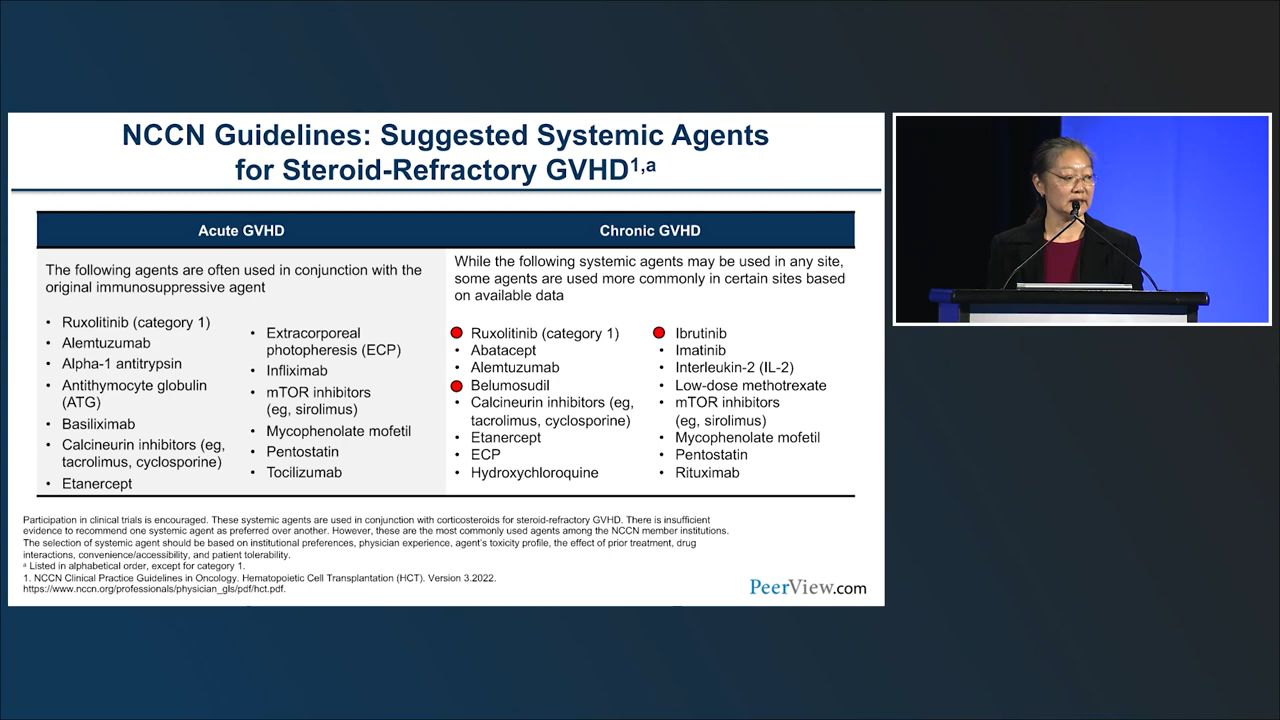 NCCN Guidelines: Suggested Systemic Agents
for Steroid-Refractory GVHD1,a
Acute GVHD
The following agents are often used in conjunction with the
original immunosuppressive agent
• Ruxolitinib (category 1)
• Alemtuzumab
• Alpha-1 antitrypsin
• Antithymocyte globulin
(ATG)
• Basiliximab
• Calcineurin inhibitors (eg,
tacrolimus, cyclosporine)
• Etanercept
• Extracorporeal
photopheresis (ECP)
• Infliximab
• mTOR inhibitors
(eg, sirolimus)
• Mycophenolate mofetil
• Pentostatin
• Tocilizumab
Chronic GVHD
While the following systemic agents may be used in any site,
some agents are used more commonly in certain sites based
on available data
Ruxolitinib (category 1)
• Abatacept
• Alemtuzumab
Belumosudil
• Calcineurin inhibitors (eg,
tacrolimus, cyclosporine)
• Etanercept
• ECP
• Hydroxychloroquine
Ibrutinib
• Imatinib
• Interleukin-2 (IL-2)
• Low-dose methotrexate
• mTOR inhibitors
(eg, sirolimus)
• Mycophenolate mofetil
• Pentostatin
• Rituximab
Participation in clinical trials is encouraged. These systemic agents are used in conjunction with corticosteroids for steroid-refractory GVHD. There is insufficient
evidence to recommend one systemic agent as preferred over another. However, these are the most commonly used agents among the NCCN member institutions.
The selection of systemic agent should be based on institutional preferences, physician experience, agent's toxicity profile, the effect of prior treatment, drug
interactions, convenience/accessibility, and patient tolerability.
a Listed in alphabetical order, except for category 1.
1. NCCN Clinical Practice Guidelines in Oncology. Hematopoietic Cell Transplantation (HCT). Version 3.2022.
https://www.nccn.org/professionals/physician_gls/pdf/hct.pdf.
PeerView.com